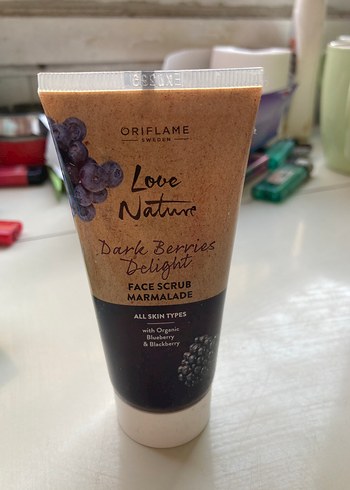 ORIFLAME
SWEDEN
Love
Nature
Dark Berries
Delight
FACE SCRUB
MARMALADE
ALL SKIN TYPES
with Organic
Blueberry
& Blackberry